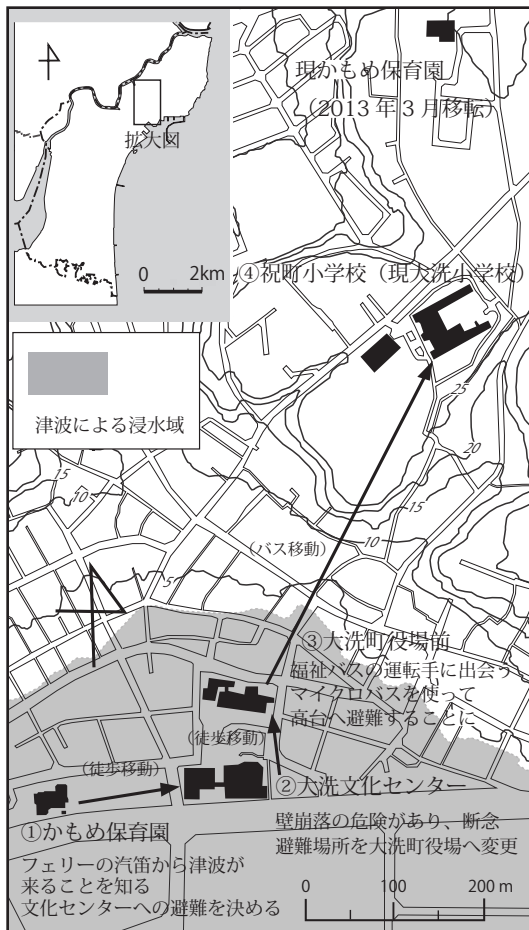 拡大図
0 2km
津波による浸水域
現かもめ保育園
（2013年3月移転）
④祝町小学校（現大洗小学校）
25
20
15
10
15
10
5
（バス移動）
③大洗町役場前
福祉バスの運転手に出会う
マイクロバスを使って
高台へ避難することに
（徒歩移動）
（徒歩移動）
②大洗文化センター
壁崩落の危険があり、断念
避難場所を大洗町役場へ変更
①かもめ保育園
フェリーの汽笛から津波が
来ることを知る
文化センターへの避難を決める
0 100 200 m